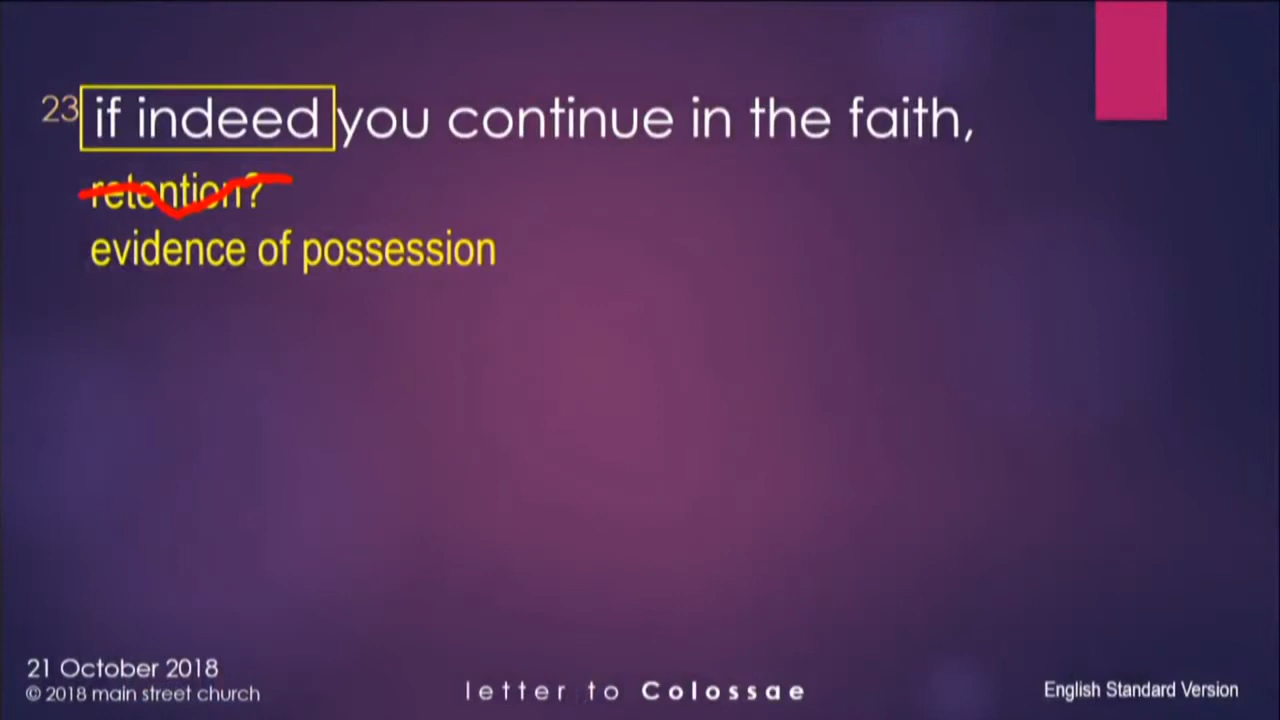 23 if indeed you continue in the faith,
retention?
evidence of possession
21 October 2018
© 2018 main street church
letter to Colossae
English Standard Version